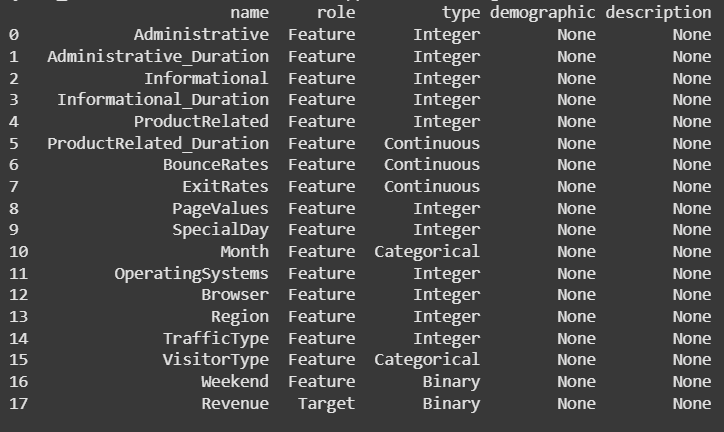 name role type demographic description
0 Administrative Feature Integer None None
1 Administrative_Duration Feature Integer None None
2 Informational Feature Integer None None
3 Informational_Duration Feature Integer None None
4 ProductRelated Feature Integer None None
5 ProductRelated_Duration Feature Continuous None None
6 BounceRates Feature Continuous None None
7 ExitRates Feature Continuous None None
8 PageValues Feature Integer None None
9 SpecialDay Feature Integer None None
10 Month Feature Categorical None None
11 OperatingSystems Feature Integer None None
12 Browser Feature Integer None None
13 Region Feature Integer None None
14 TrafficType Feature Integer None None
15 VisitorType Feature Categorical None None
16 Weekend Feature Binary None None
17 Revenue Target Binary None None